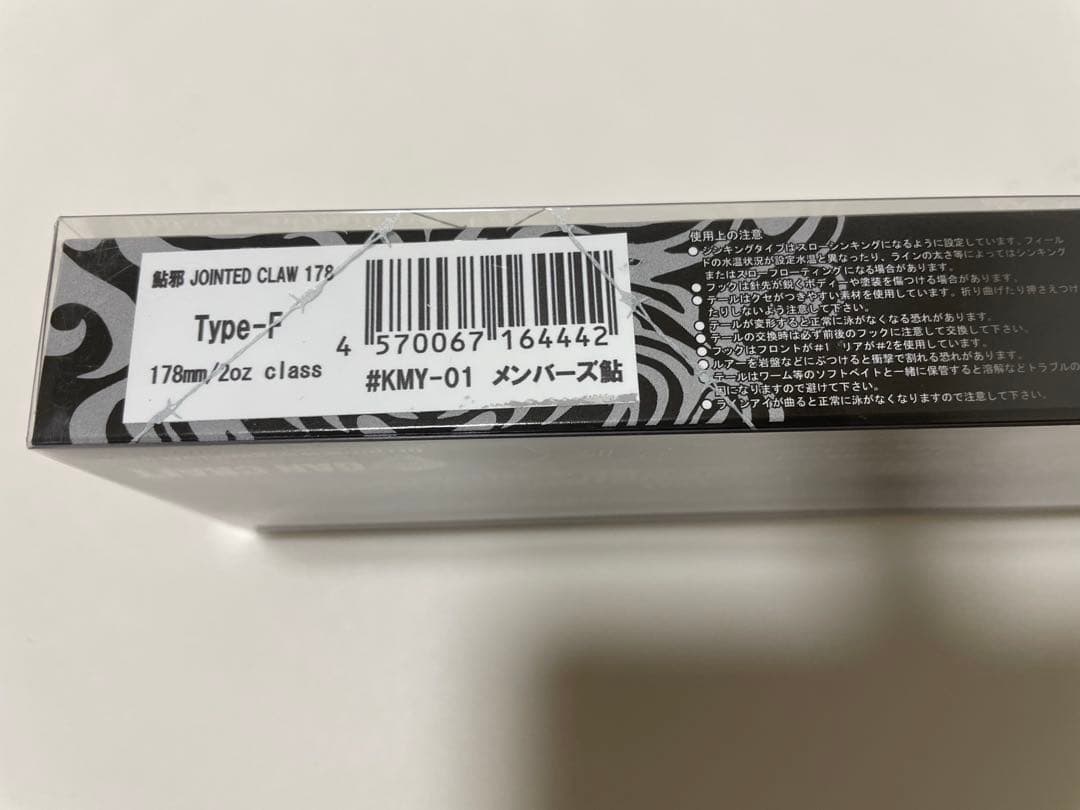 鮎邪 JOINTED CLAW 178
Type-F
178mm/2oz class
4 570067 164442
#KMY-01 メンバーズ鮎
使用上の注意
●シンキングタイプはスローシンキングになるように設定しています。フィール
ドの水温状況が設定水温と異なったり、ラインの太さ等によってはシンキング
またはスローフローティングになる場合があります。
●フックは針先が鋭くボディーや塗装を傷つける場合があります。
●テールはクセがつきやすい素材を使用しています。折り曲げたり押さえつけ
たりしないよう注意して下さい。
●テールが変形すると正常に泳がなくなる恐れがあります。
●テールの交換時は必ず前後のフックに注意して交換して下さい。
●フックはフロントが#1 リアが#2を使用しています。
●ルアーを岩盤などにぶつけると衝撃で割れる恐れがあります。
●テールはワーム等のソフトベイトと一緒に保管すると溶解などトラブルの
口になりますので避けて下さい。
●ラインアイが曲ると正常に泳がなくなりますので注意して下さい。
GAN CRAFT